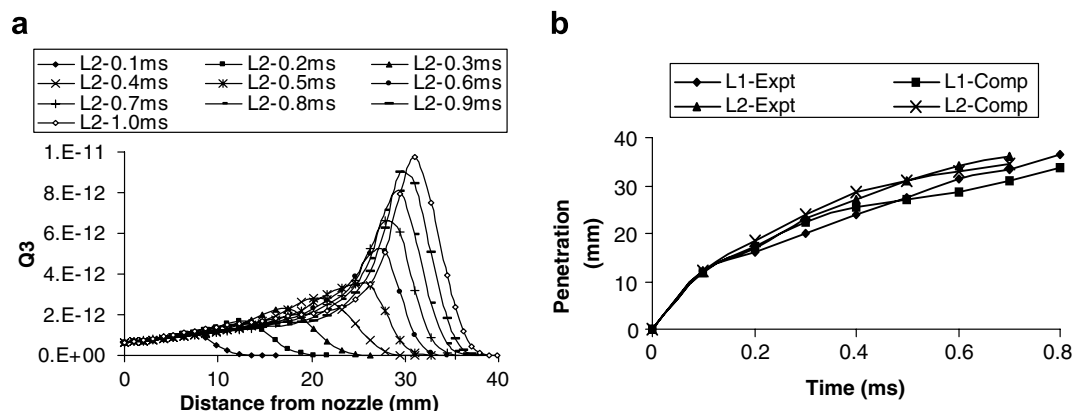 a
L2-0.1ms L2-0.2ms L2-0.3ms
L2-0.4ms L2-0.5ms L2-0.6ms
L2-0.7ms L2-0.8ms L2-0.9ms
L2-1.0ms
1.E-11
8.E-12
6.E-12
4.E-12
2.E-12
0.E+00
Q3
0 10 20 30 40
Distance from nozzle (mm)
b
L1-Expt L1-Comp
L2-Expt L2-Comp
40
30
20
10
0
Penetration
(mm)
0 0.2 0.4 0.6 0.8
Time (ms)